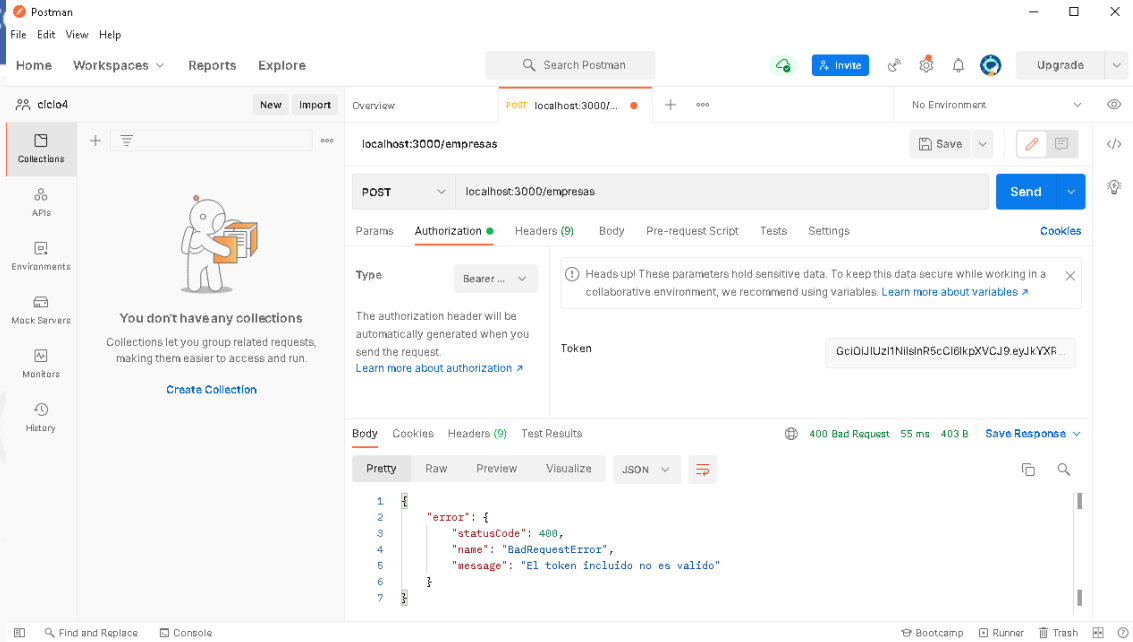 Postman
File Edit View Help
Home Workspaces Reports Explore Search Postman Invite Upgrade
ciclo4 New Import Overview POST localhost:3000/... No Environment
Collections
APIs
Environments
Mock Servers
Monitors
History
You don't have any collections
Collections let you group related requests,
making them easier to access and run.
Create Collection
localhost:3000/empresas Save
POST localhost:3000/empresas Send
Params Authorization Headers (9) Body Pre-request Script Tests Settings Cookies
Type Bearer ...
The authorization header will be
automatically generated when you
send the request.
Learn more about authorization ↗
Heads up! These parameters hold sensitive data. To keep this data secure while working in a
collaborative environment, we recommend using variables. Learn more about variables ↗
Token
Body Cookies Headers (9) Test Results 400 Bad Request 55 ms 403 B Save Response
Pretty Raw Preview Visualize JSON
1 {
2 "error": {
3 "statusCode": 400,
4 "name": "BadRequestError",
5 "message": "El token incluido no es valido"
6 }
7 }
Find and Replace Console Bootcamp Runner Trash